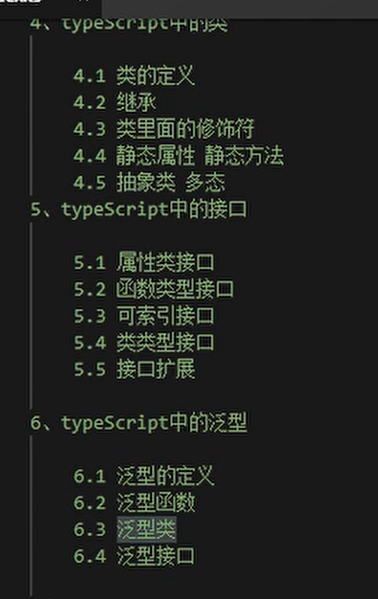 4、typeScript中的类
4.1 类的定义
4.2 继承
4.3 类里面的修饰符
4.4 静态属性 静态方法
4.5 抽象类 多态
5、typeScript中的接口
5.1 属性类接口
5.2 函数类型接口
5.3 可索引接口
5.4 类类型接口
5.5 接口扩展
6、typeScript中的泛型
6.1 泛型的定义
6.2 泛型函数
6.3 泛型类
6.4 泛型接口